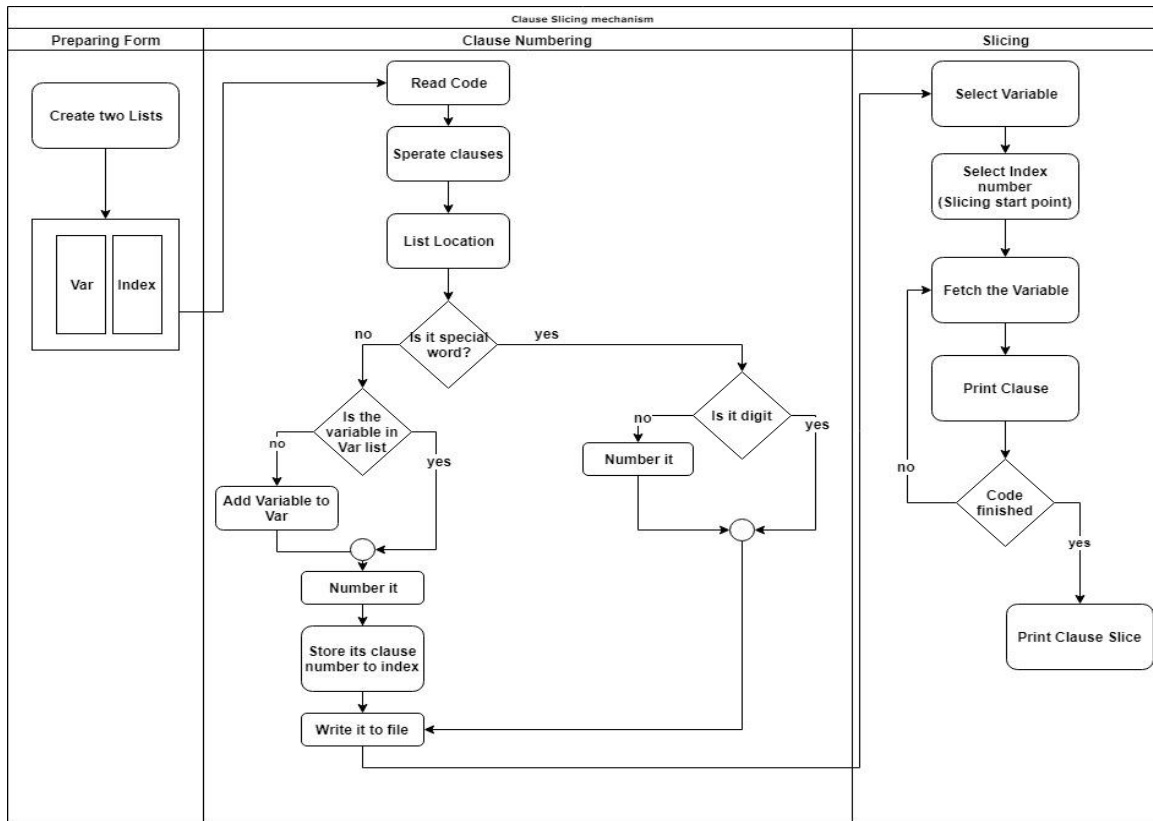 Clause Slicing mechanism
Preparing Form
Clause Numbering
Slicing
Create two Lists
Var
Index
Read Code
Sperate clauses
List Location
Is it special
word?
no
yes
Is the
variable in
Var list
no
yes
Add Variable to
Var
Number it
Store its clause
number to index
Write it to file
Is it digit
no
yes
Number it
Select Variable
Select Index
number
(Slicing start point)
Fetch the Variable
Print Clause
Code
finished
no
yes
Print Clause Slice